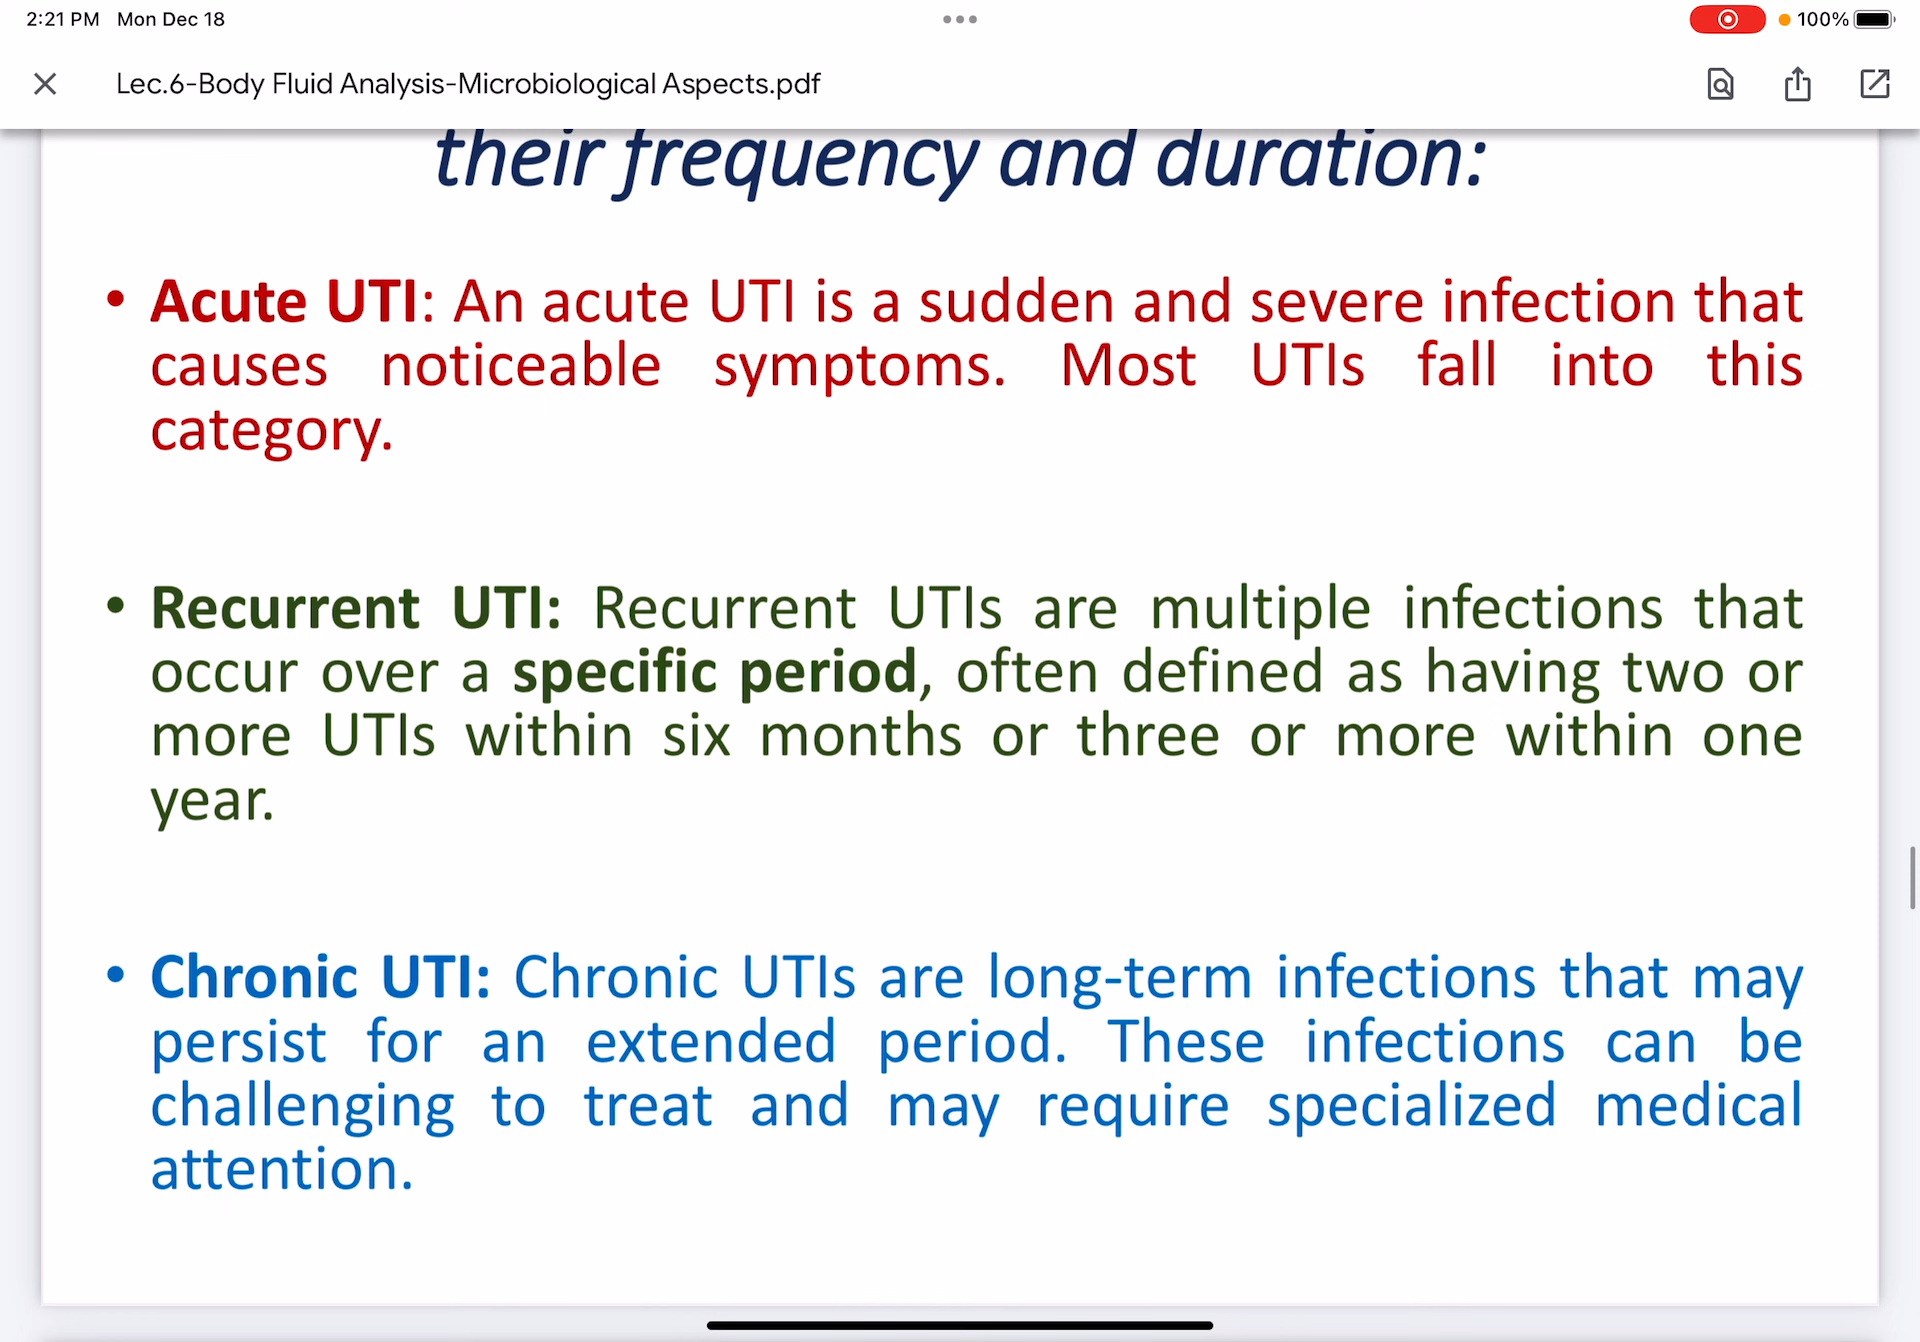 2:21 PM Mon Dec 18
100%
Lec.6-Body Fluid Analysis-Microbiological Aspects.pdf
their frequency and duration:
• Acute UTI: An acute UTI is a sudden and severe infection that
causes noticeable symptoms. Most UTIs fall into this
category.
• Recurrent UTI: Recurrent UTIs are multiple infections that
occur over a specific period, often defined as having two or
more UTIs within six months or three or more within one
year.
• Chronic UTI: Chronic UTIs are long-term infections that may
persist for an extended period. These infections can be
challenging to treat and may require specialized medical
attention.